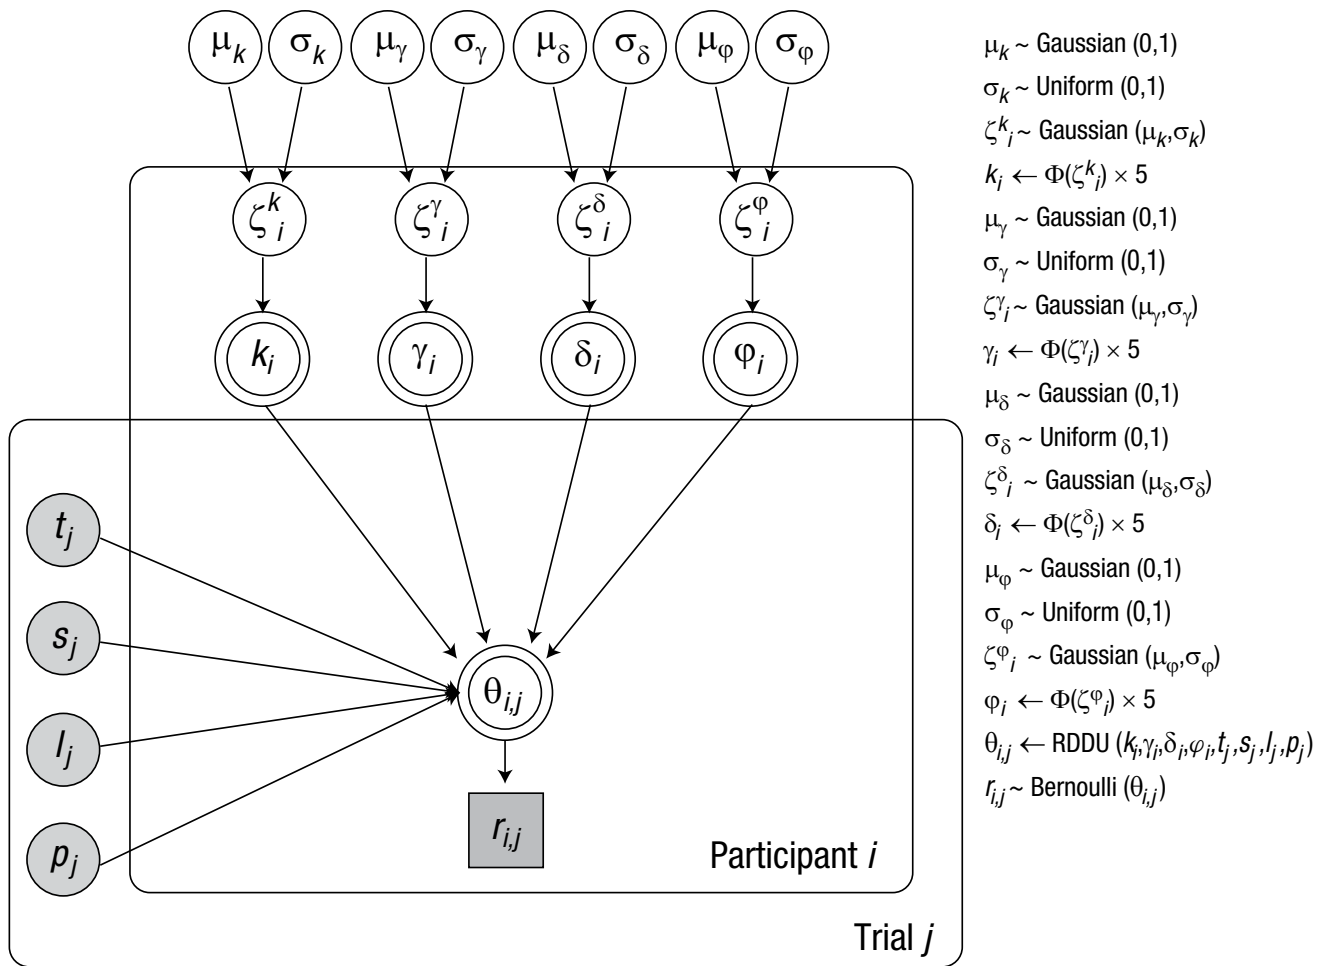 μk σk μγ σγ μδ σδ μφ σφ
ζki ζγi ζδi ζφi
ki γi δi φi
tj
sj
θi,j
lj
ri,j
pj
Participant i
Trial j
μk ~ Gaussian (0,1)
σk ~ Uniform (0,1)
ζki ~ Gaussian (μk,σk)
ki ← Φ(ζki) × 5
μγ ~ Gaussian (0,1)
σγ ~ Uniform (0,1)
ζγi ~ Gaussian (μγ,σγ)
γi ← Φ(ζγi) × 5
μδ ~ Gaussian (0,1)
σδ ~ Uniform (0,1)
ζδi ~ Gaussian (μδ,σδ)
δi ← Φ(ζδi) × 5
μφ ~ Gaussian (0,1)
σφ ~ Uniform (0,1)
ζφi ~ Gaussian (μφ,σφ)
φi ← Φ(ζφi) × 5
θi,j ← RDDU (ki,γi,δi,φi,tj,sj,lj,pj)
ri,j ~ Bernoulli (θi,j)